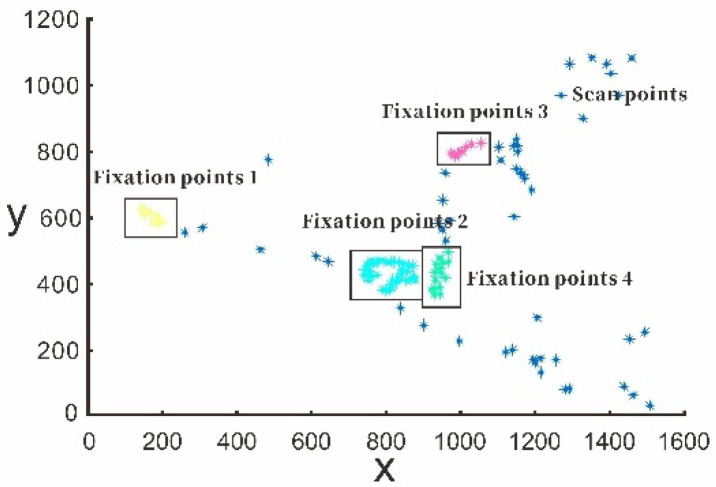 1200
1000
800
600
400
200
0
y
Scan points
Fixation points 3
Fixation points 1
Fixation points 2
Fixation points 4
0 200 400 600 800 1000 1200 1400 1600
x